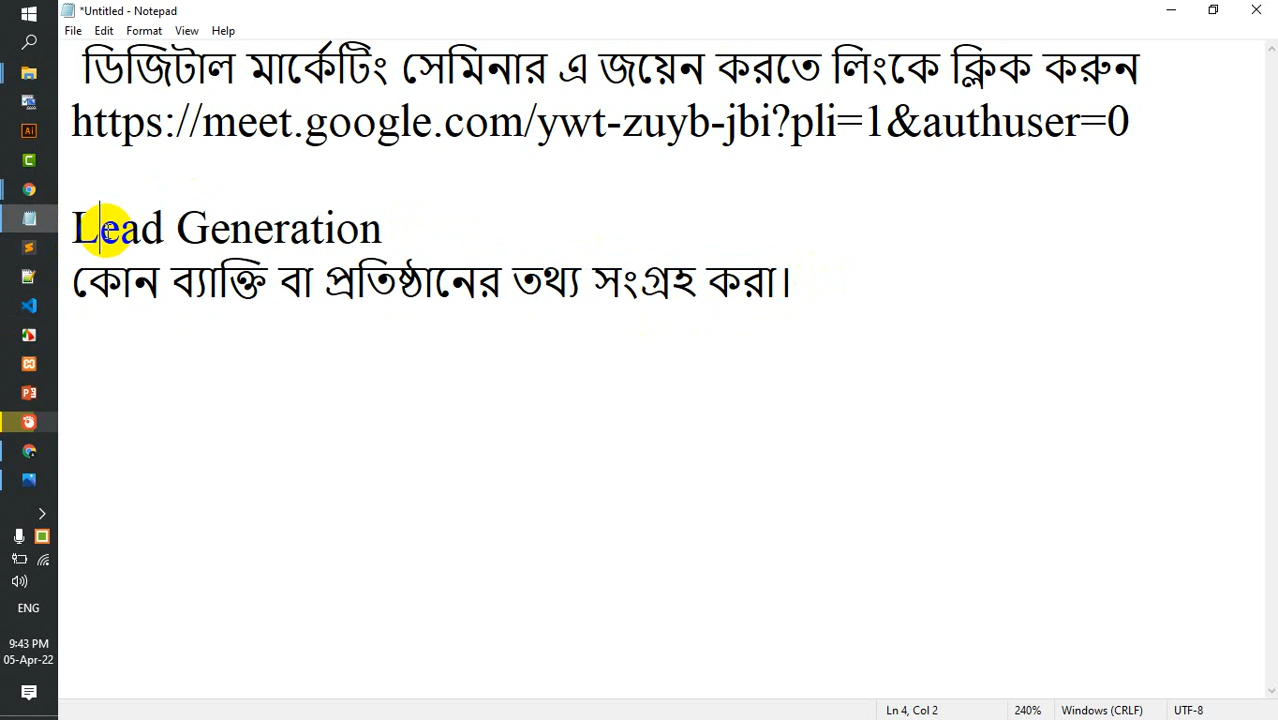 *Untitled - Notepad
File Edit Format View Help
ডিজিটাল মার্কেটিং সেমিনার এ জয়েন করতে লিংকে ক্লিক করুন
https://meet.google.com/ywt-zuyb-jbi?pli=1&authuser=0
Lead Generation
কোন ব্যাক্তি বা প্রতিষ্ঠানের তথ্য সংগ্রহ করা।
ENG
9:43 PM
05-Apr-22
Ln 4, Col 2 240% Windows (CRLF) UTF-8